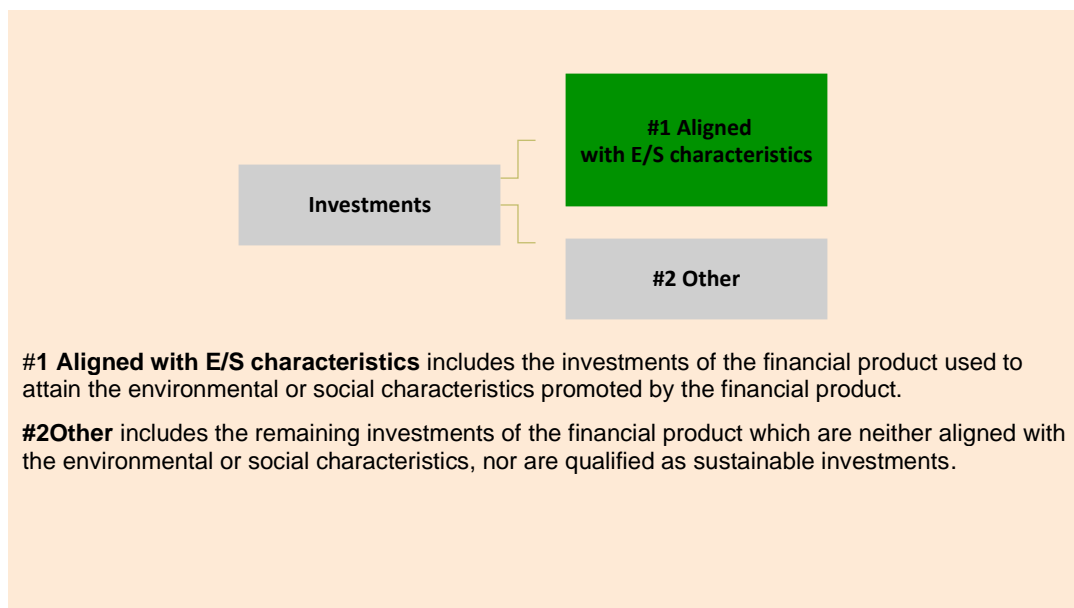 #1 Aligned
with E/S characteristics
Investments
#2 Other
#1 Aligned with E/S characteristics includes the investments of the financial product used to
attain the environmental or social characteristics promoted by the financial product.
#2Other includes the remaining investments of the financial product which are neither aligned with
the environmental or social characteristics, nor are qualified as sustainable investments.